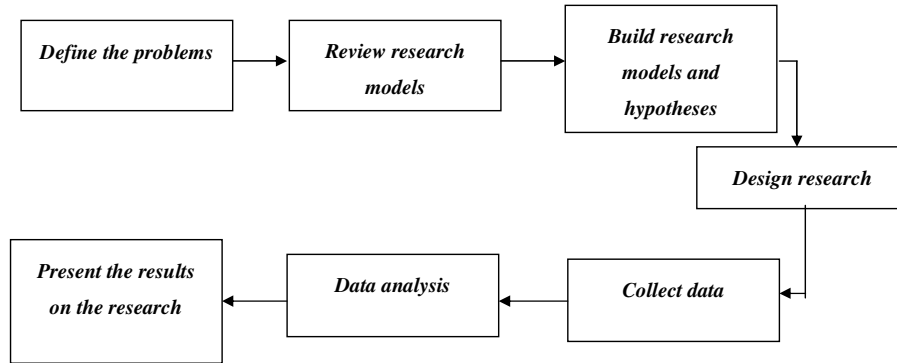 Define the problems
Review research
models
Build research
models and
hypotheses
Design research
Collect data
Data analysis
Present the results
on the research